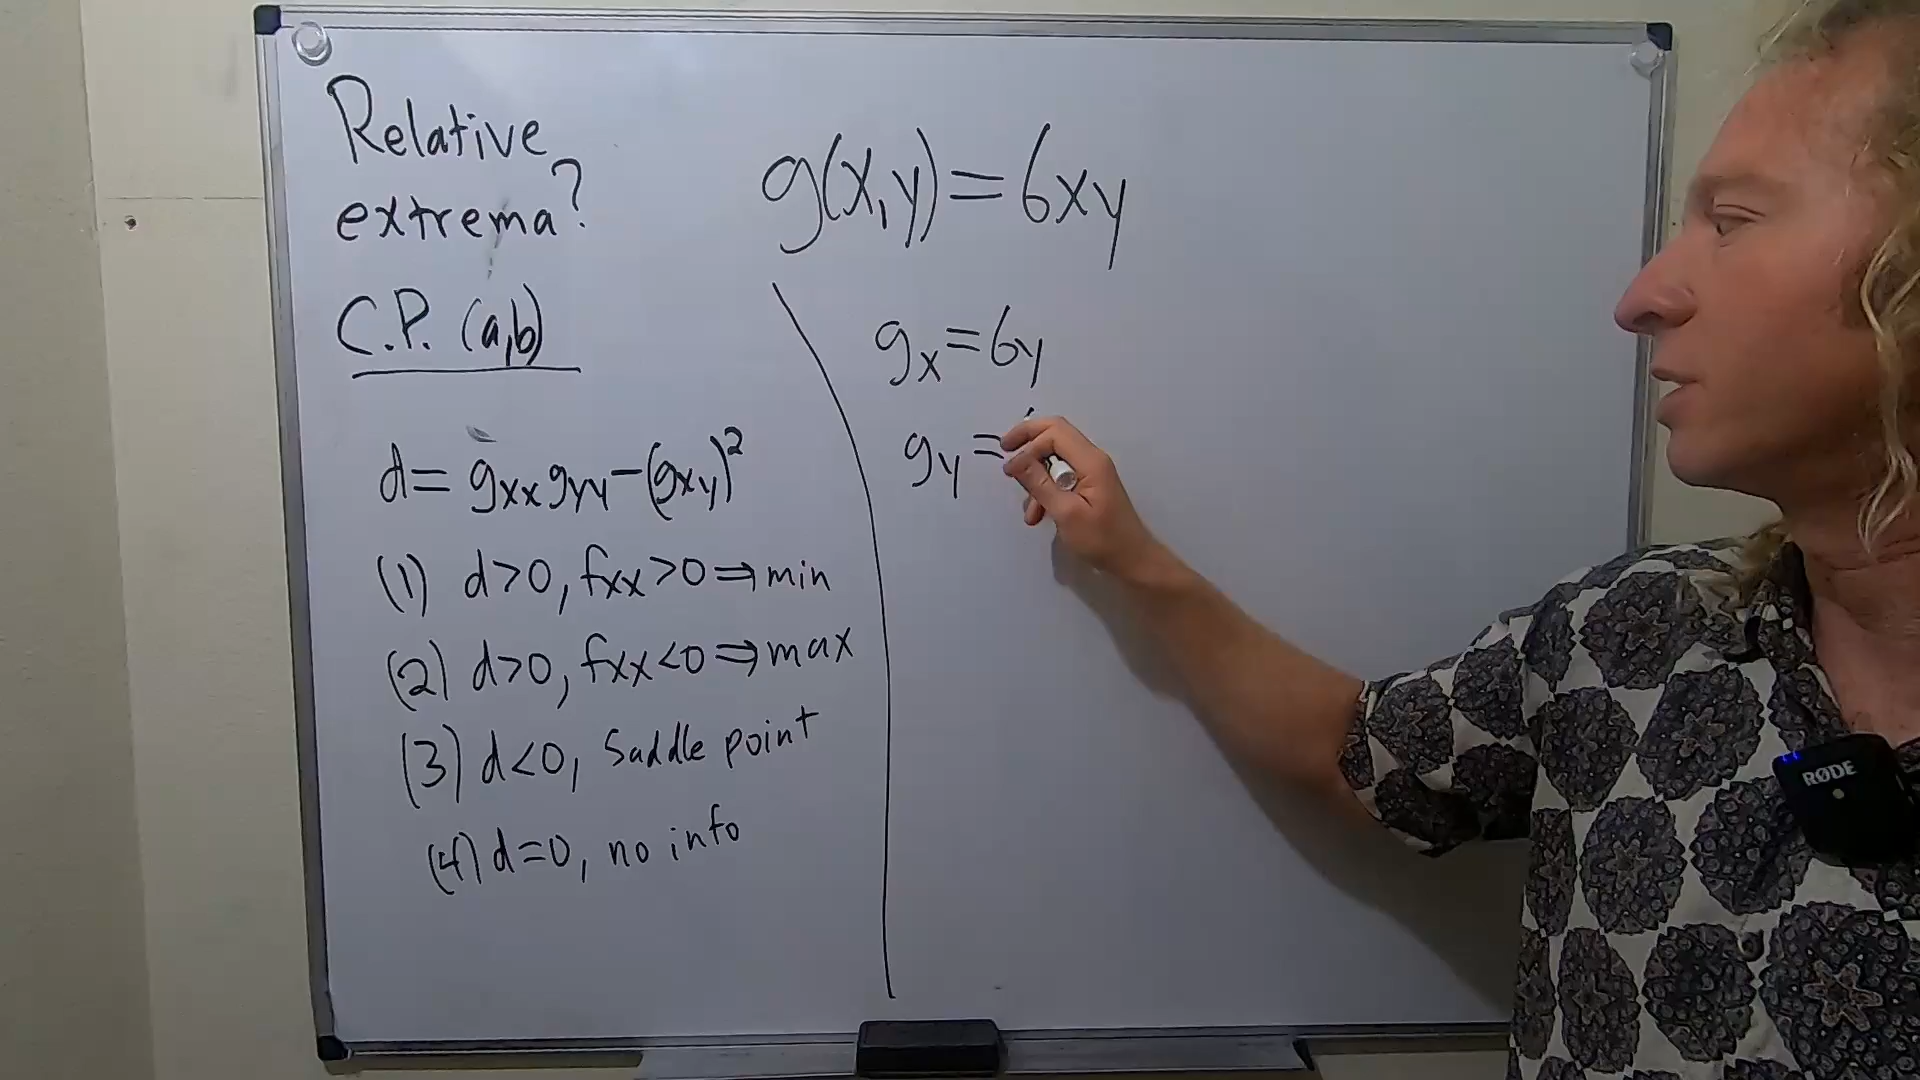 Relative
extrema?
C.P. (a,b)
d= gxx gyy-(gxy)²
(1) d>0, fxx>0⇒min
(2) d>0, fxx<0⇒max
(3) d<0, Saddle point
(4) d=0, no info
g(x,y)=6xy
gx=6y
gy=
RØDE